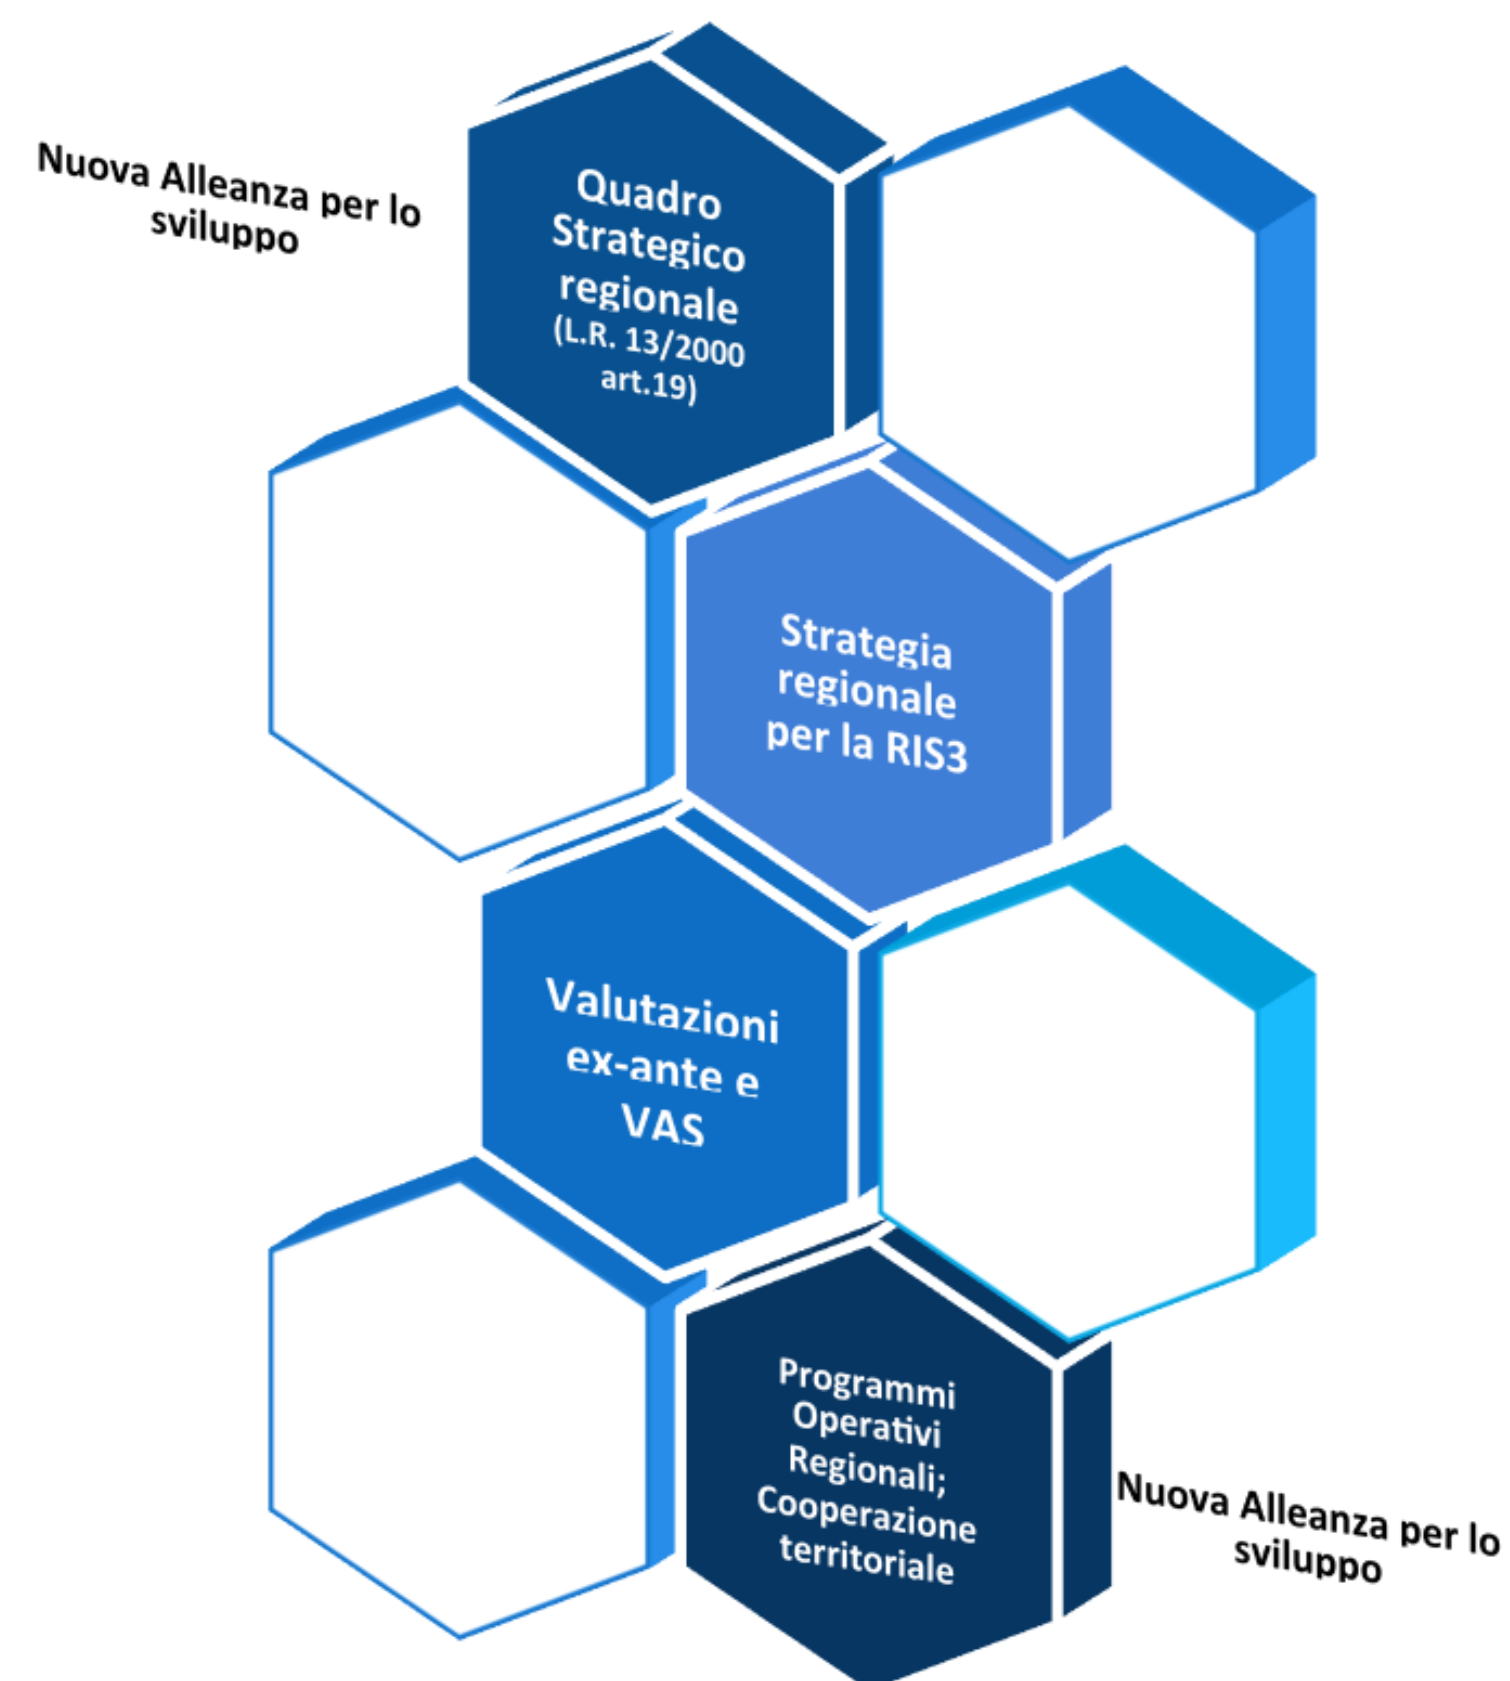 Nuova Alleanza per lo
sviluppo
Quadro
Strategico
regionale
(L.R. 13/2000
art.19)
Strategia
regionale
per la RIS3
Valutazioni
ex-ante e
VAS
Programmi
Operativi
Regionali;
Cooperazione
territoriale
Nuova Alleanza per lo
sviluppo